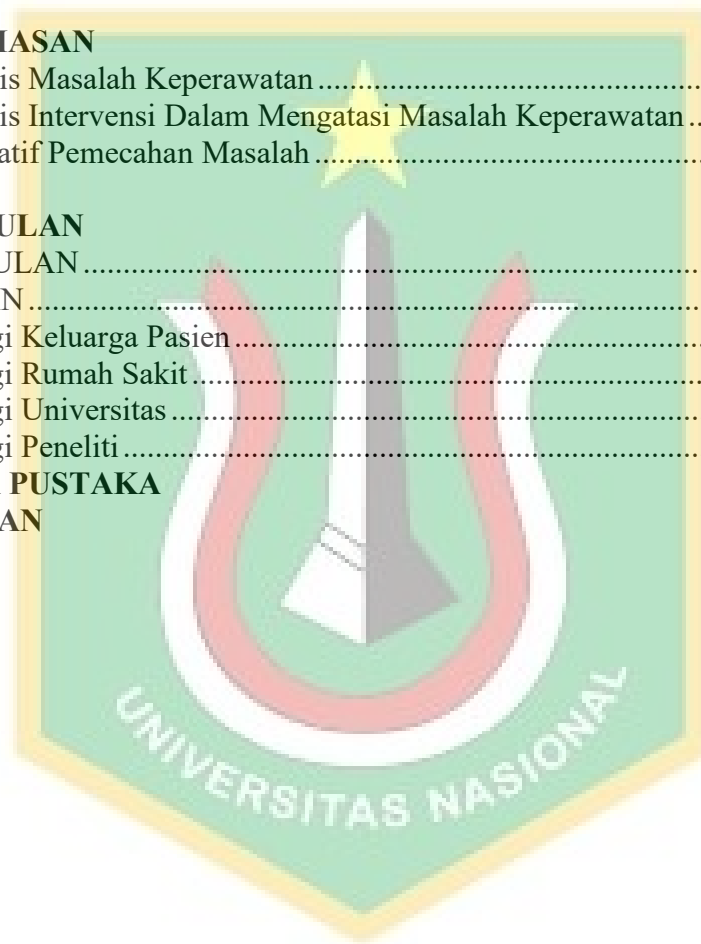 IASAN
is Masalah Keperawatan........................................................
is Intervensi Dalam Mengatasi Masalah Keperawatan..
atif Pemecahan Masalah........................................................
ULAN
ULAN................................................................................
N.......................................................................................
gi Keluarga Pasien............................................................
gi Rumah Sakit.................................................................
gi Universitas....................................................................
gi Peneliti..........................................................................
PUSTAKA
AN
UNIVERSITAS NASIONAL